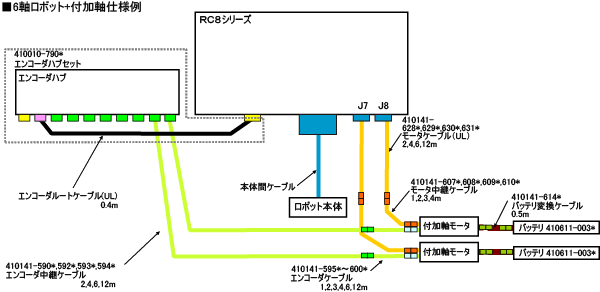 ■6軸ロボット+付加軸仕様例
RC8シリーズ
410010-790*
エンコーダハブセット
エンコーダハブ
J7 J8
410141-
628*,629*,630*,631*
モータケーブル(UL)
2,4,6,12m
410141-607*,608*,609*,610*
モータ中継ケーブル
1,2,3,4m
410141-614*
バッテリ変換ケーブル
0.5m
エンコーダルートケーブル(UL)
0.4m
本体間ケーブル
ロボット本体
付加軸モータ
バッテリ 410611-003*
付加軸モータ
バッテリ 410611-003*
410141-590*,592*,593*,594*
エンコーダ中継ケーブル
2,4,6,12m
410141-595*～600*
エンコーダケーブル
1,2,3,4,6,12m